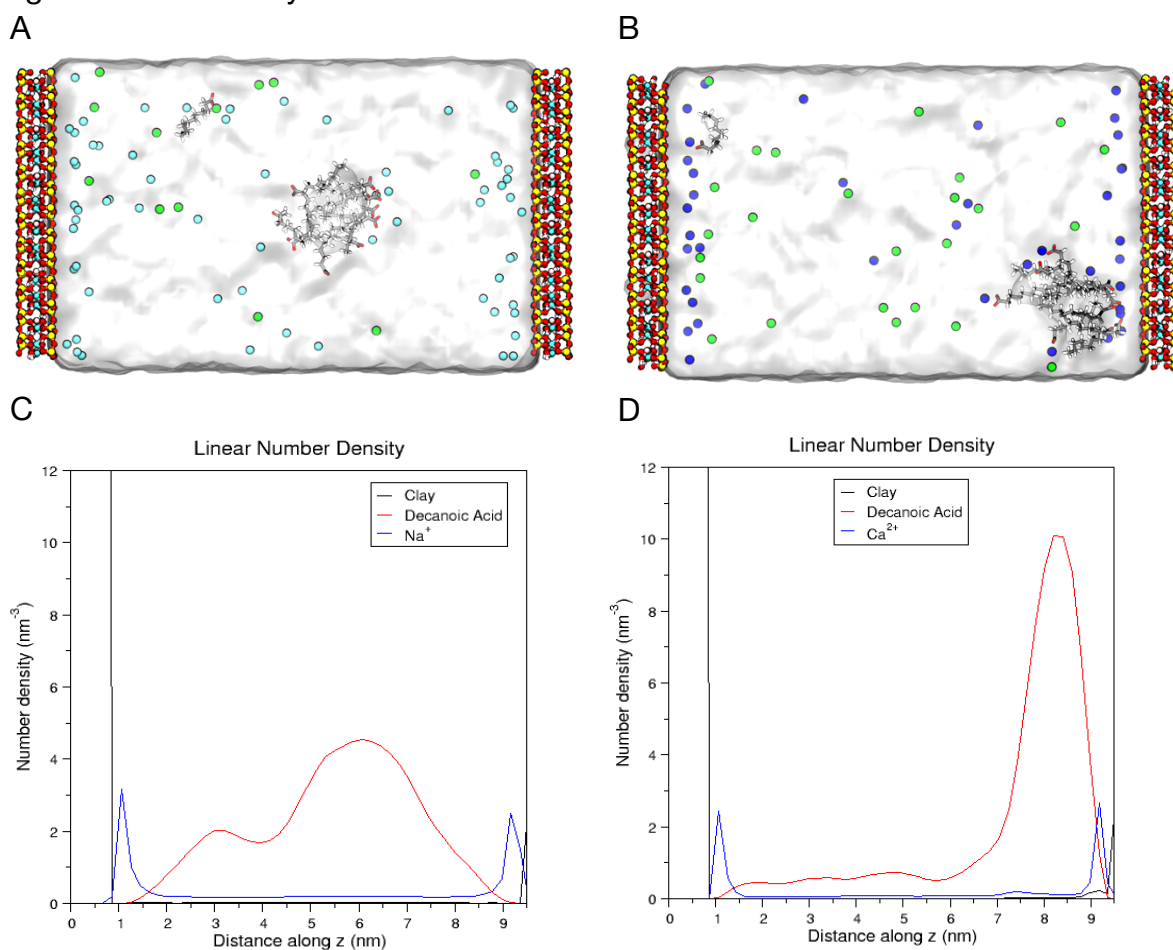 A
B
C
D
Linear Number Density
12
10
8
6
4
2
0
Number density (nm⁻³)
Clay
Decanoic Acid
Na⁺
0 1 2 3 4 5 6 7 8 9
Distance along z (nm)
Linear Number Density
12
10
8
6
4
2
0
Number density (nm⁻³)
Clay
Decanoic Acid
Ca²⁺
0 1 2 3 4 5 6 7 8 9
Distance along z (nm)